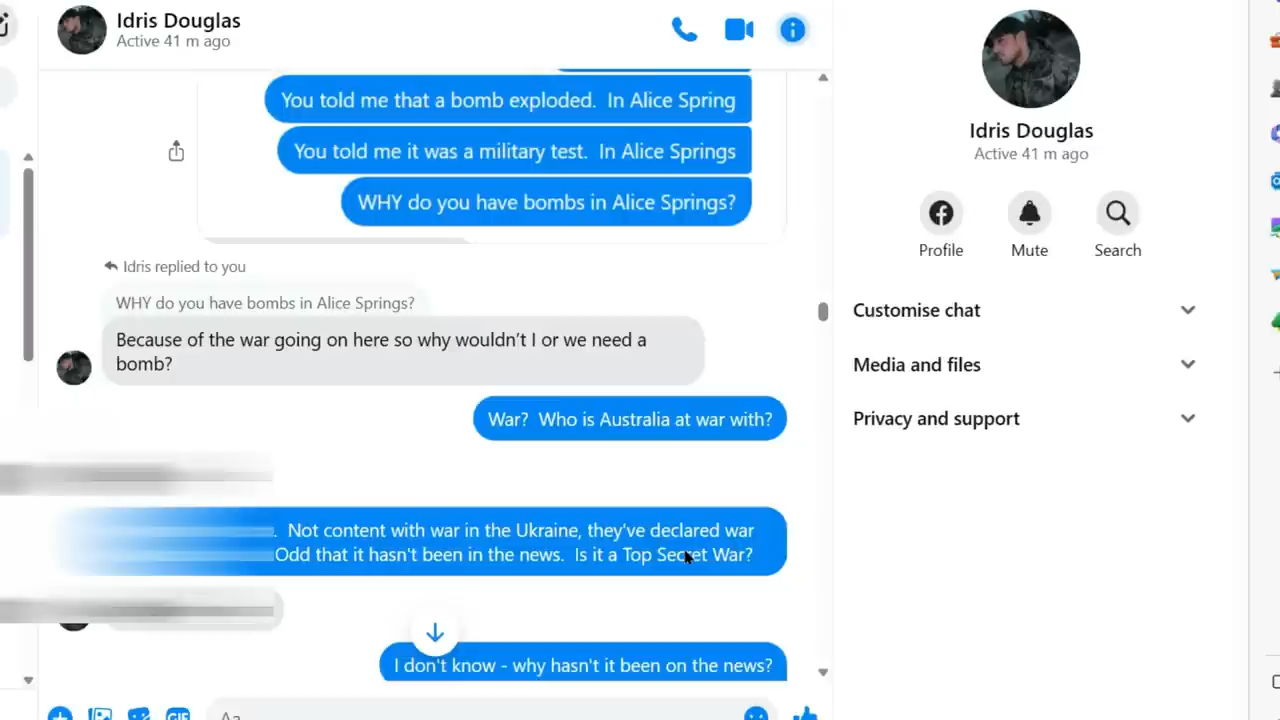 Idris Douglas
Active 41 m ago
You told me that a bomb exploded.  In Alice Spring
You told me it was a military test.  In Alice Springs
WHY do you have bombs in Alice Springs?
Idris replied to you
WHY do you have bombs in Alice Springs?
Because of the war going on here so why wouldn’t I or we need a
bomb?
War?  Who is Australia at war with?
.  Not content with war in the Ukraine, they've declared war
Odd that it hasn't been in the news.  Is it a Top Secret War?
I don't know - why hasn't it been on the news?
GIF
Aa
Idris Douglas
Active 41 m ago
Profile
Mute
Search
Customise chat
Media and files
Privacy and support